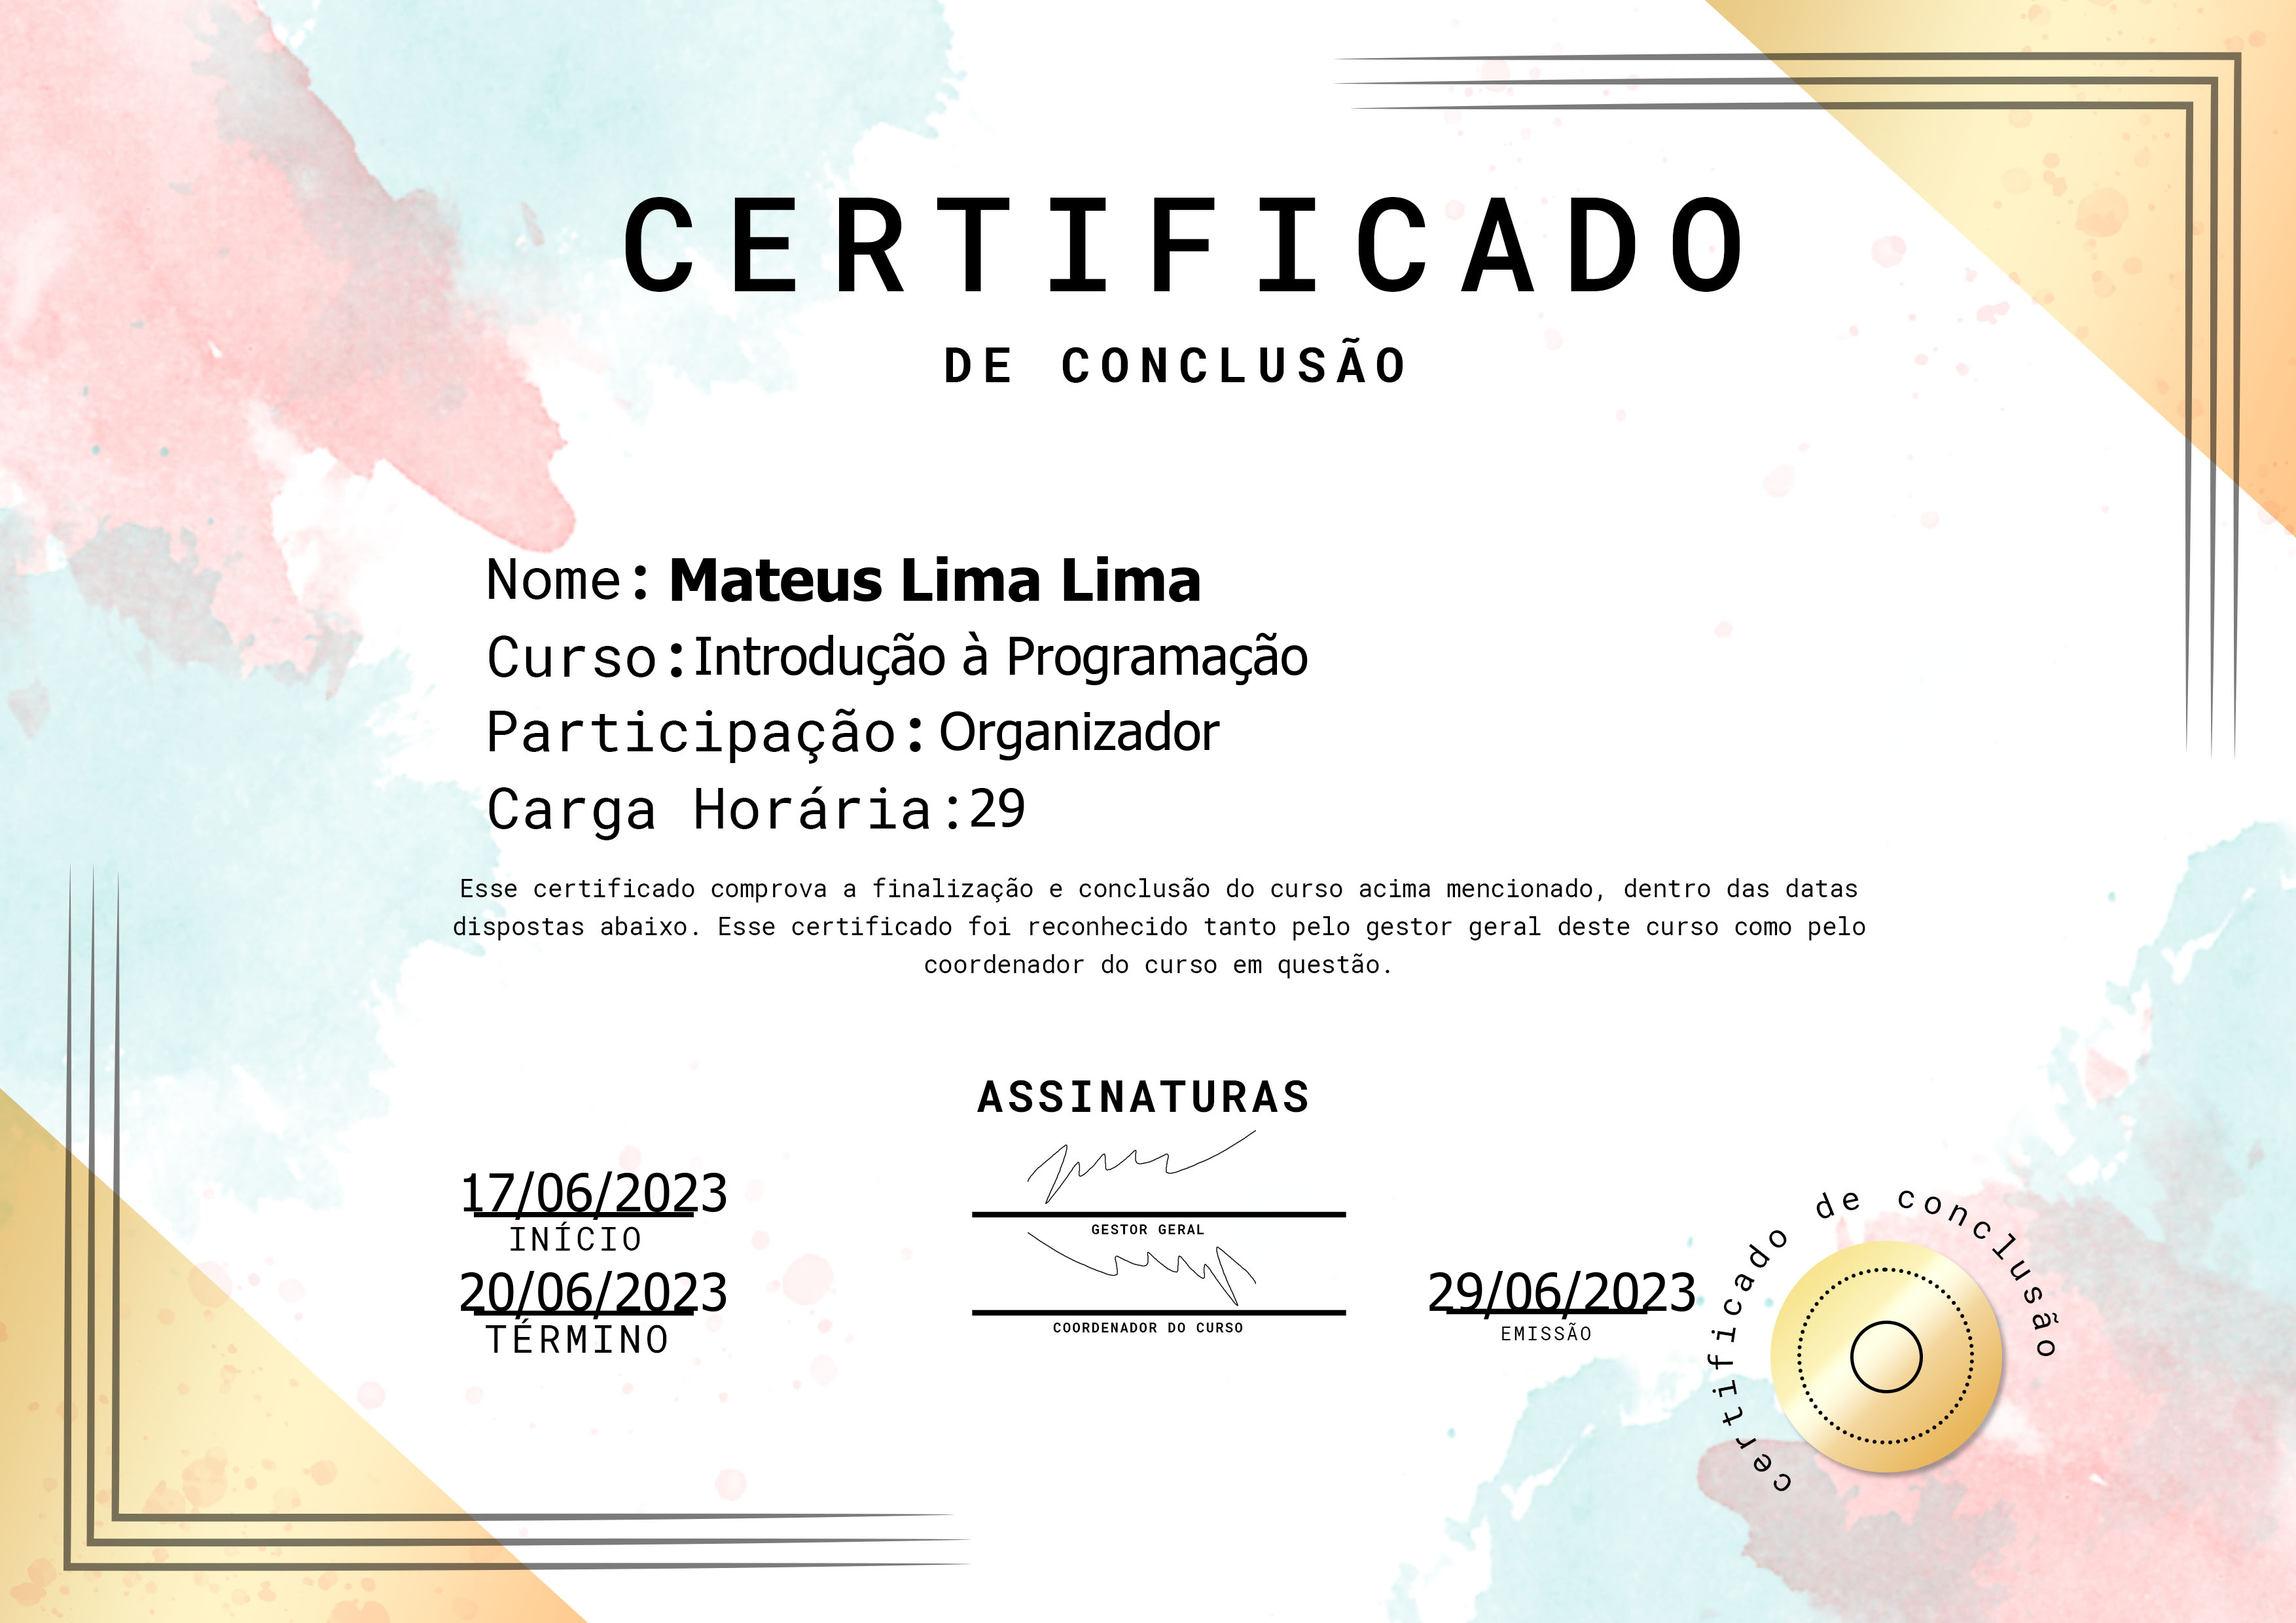 CERTIFICADO
DE CONCLUSÃO
Nome: Mateus Lima Lima
Curso:Introdução à Programação
Participação: Organizador
Carga Horária:29
Esse certificado comprova a finalização e conclusão do curso acima mencionado, dentro das datas
dispostas abaixo. Esse certificado foi reconhecido tanto pelo gestor geral deste curso como pelo
coordenador do curso em questão.
ASSINATURAS
17/06/2023
INÍCIO
GESTOR GERAL
20/06/2023
TÉRMINO
COORDENADOR DO CURSO
29/06/2023
EMISSÃO
certificado de conclusão